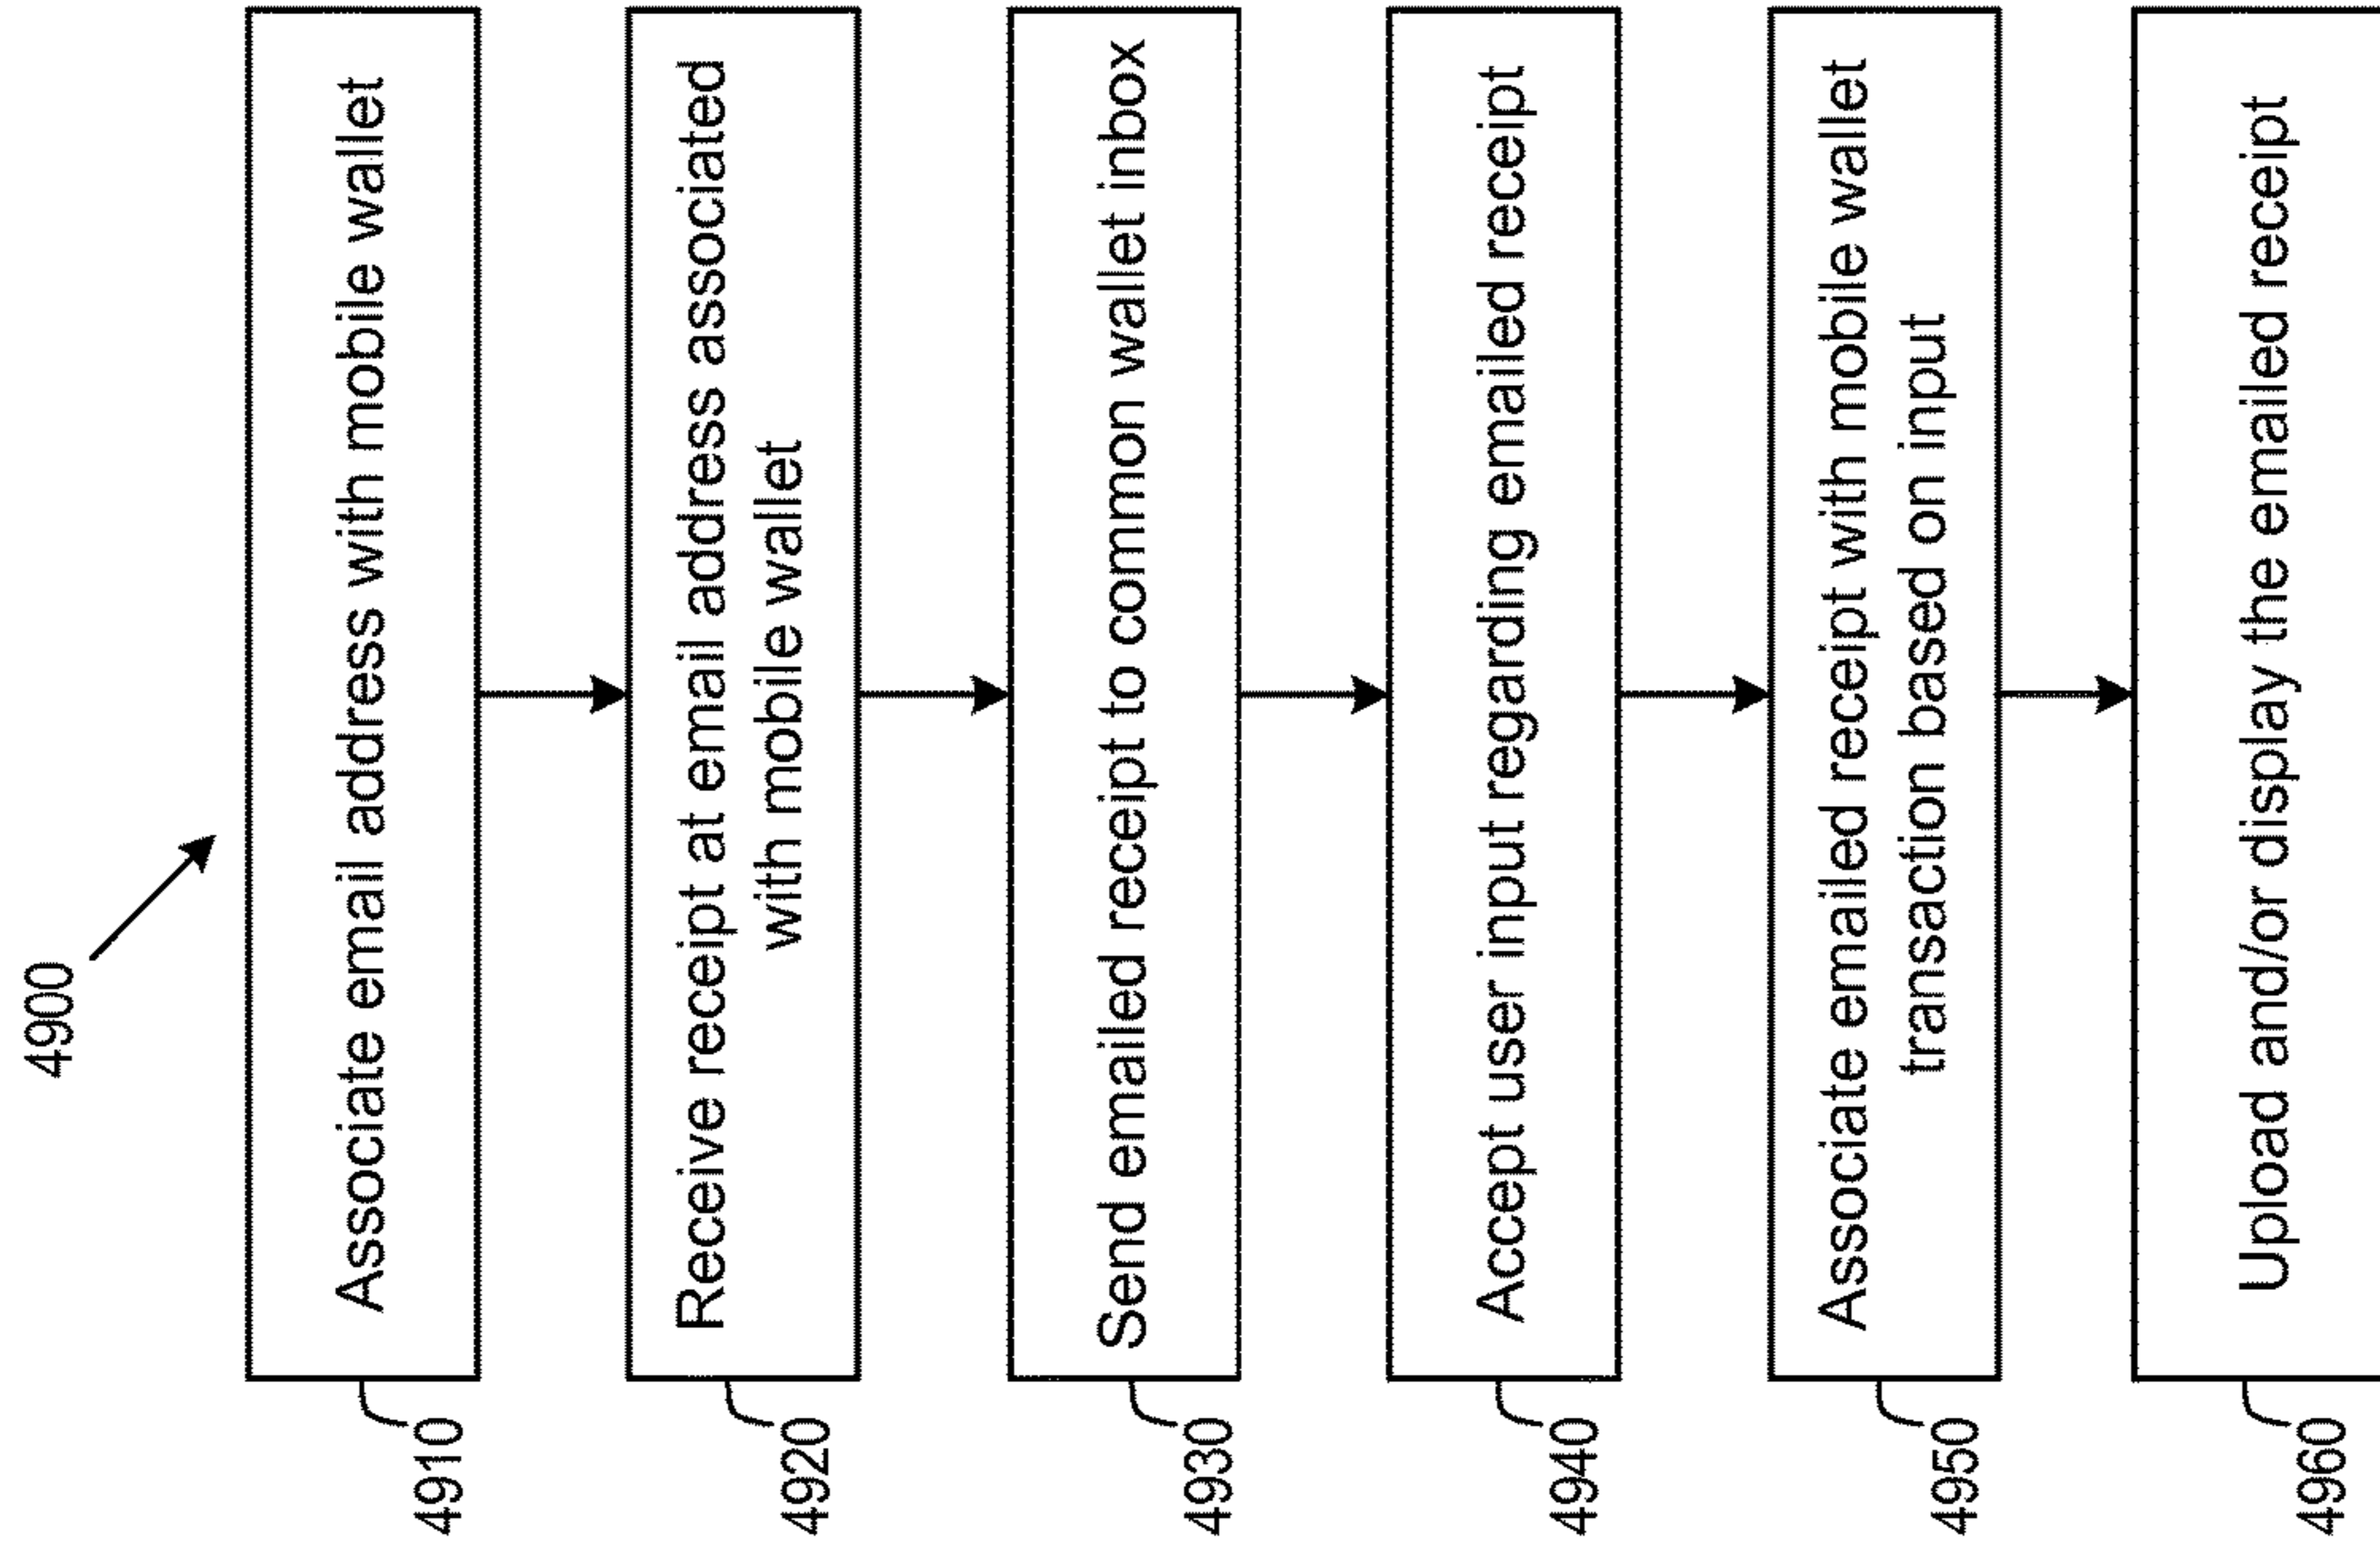 4900
Associate email address with mobile wallet
4910
Receive receipt at email address associated
with mobile wallet
4920
Send emailed receipt to common wallet inbox
4930
Accept user input regarding emailed receipt
4940
Associate emailed receipt with mobile wallet
transaction based on input
4950
Upload and/or display the emailed receipt
4960